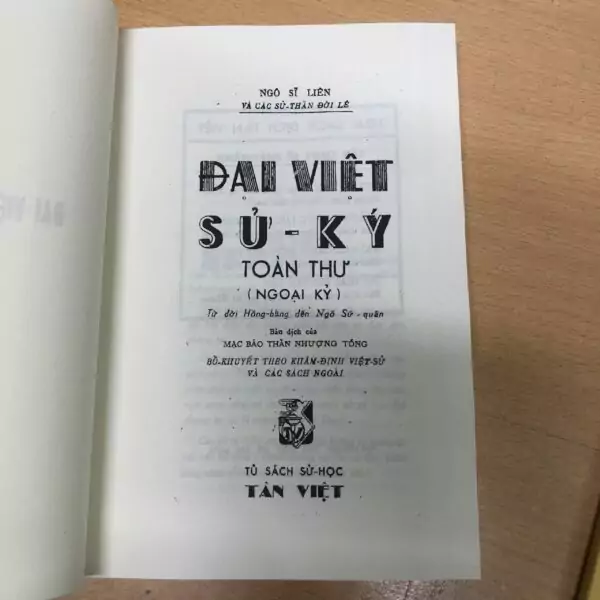 NGÔ SĨ LIÊN
VÀ CÁC SỬ-THẦN ĐỜI LÊ
ĐẠI VIỆT
SỬ-KÝ
TOÀN THƯ
(NGOẠI KỶ)
Từ đời Hồng-bàng đến Ngô Sứ-quân
Bản dịch của
MẠC BẢO THẦN NHƯỢNG TỐNG
BỔ-KHUYẾT THEO KHÂM-ĐỊNH VIỆT-SỬ
VÀ CÁC SÁCH NGOÀI
TV
TỦ SÁCH SỬ-HỌC
TÂN VIỆT